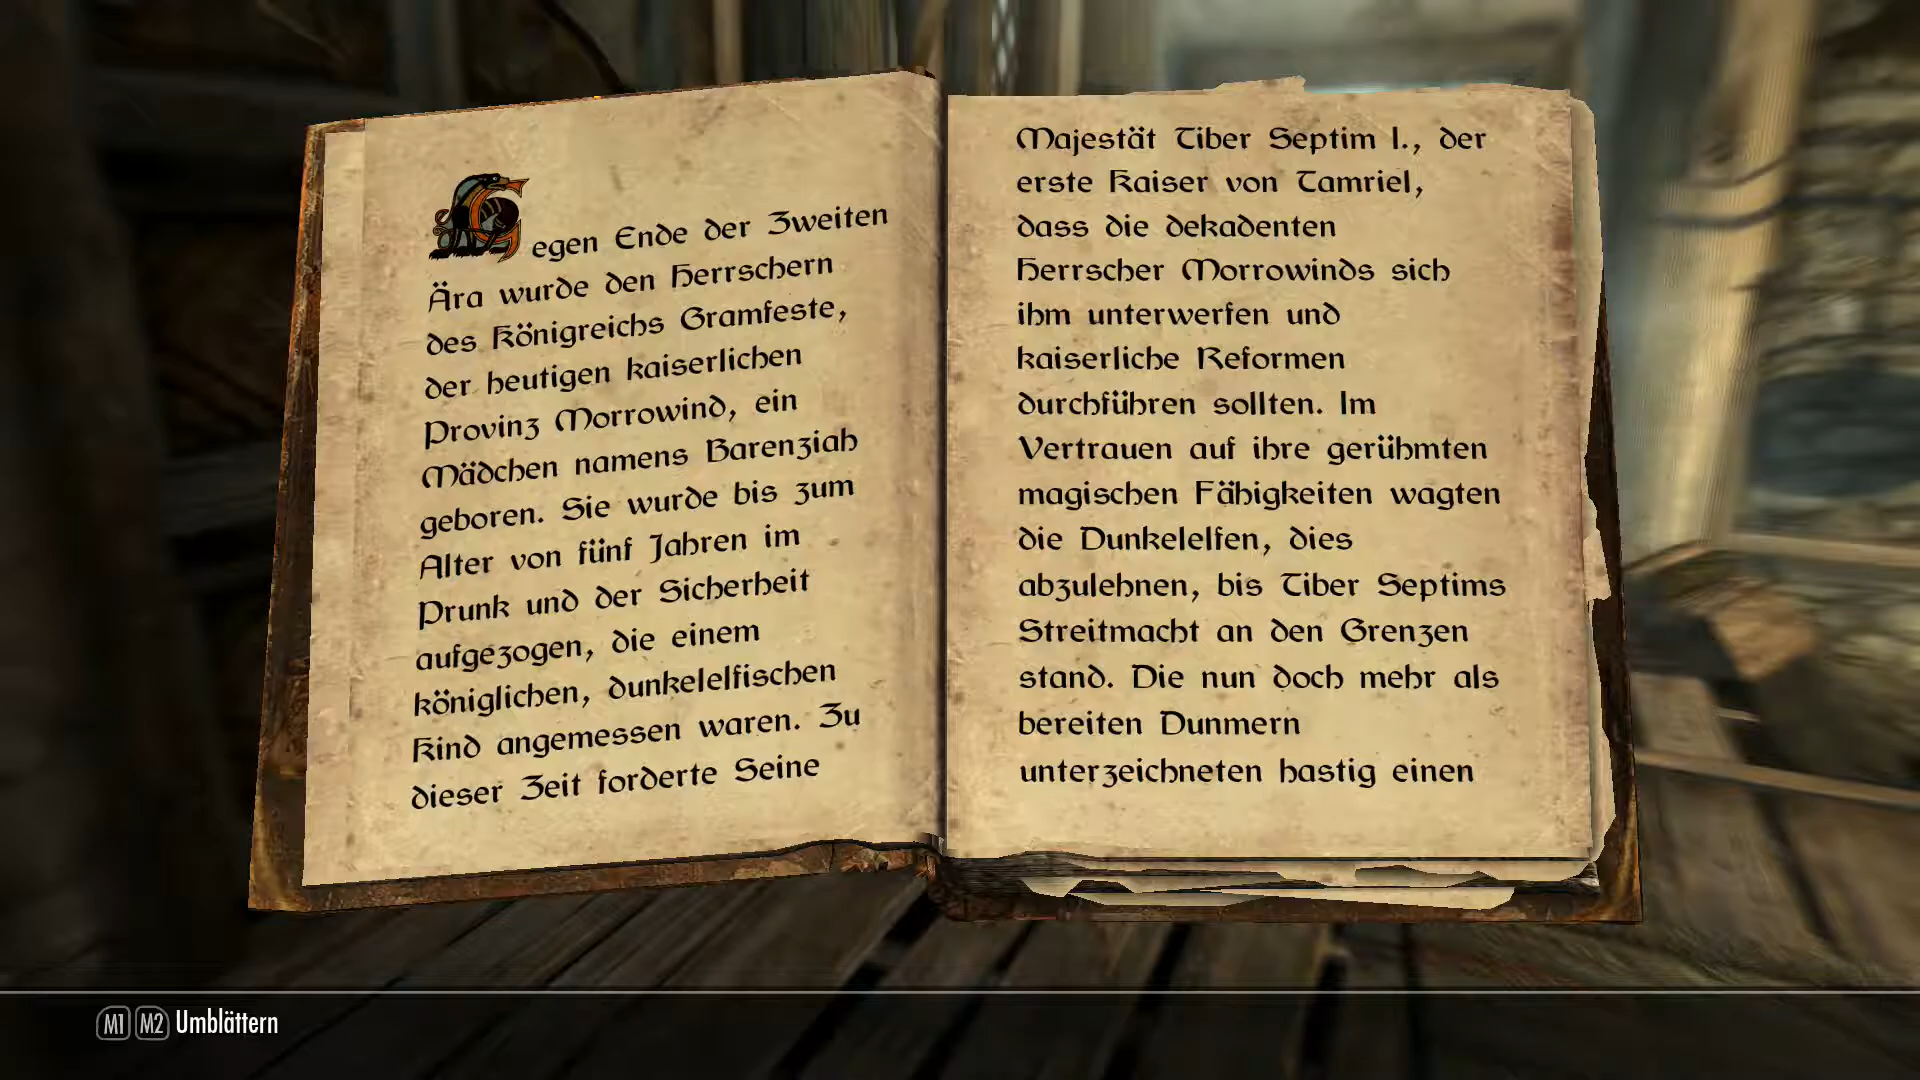 Gegen Ende der Zweiten
Ära wurde den Herrschern
des Königreichs Gramfeste,
der heutigen kaiserlichen
Provinz Morrowind, ein
Mädchen namens Barenziah
geboren. Sie wurde bis zum
Alter von fünf Jahren im
Prunk und der Sicherheit
aufgezogen, die einem
königlichen, dunkelelfischen
Kind angemessen waren. Zu
dieser Zeit forderte Seine
Majestät Tiber Septim I., der
erste Kaiser von Tamriel,
dass die dekadenten
Herrscher Morrowinds sich
ihm unterwerfen und
kaiserliche Reformen
durchführen sollten. Im
Vertrauen auf ihre gerühmten
magischen Fähigkeiten wagten
die Dunkelelfen, dies
abzulehnen, bis Tiber Septims
Streitmacht an den Grenzen
stand. Die nun doch mehr als
bereiten Dunmern
unterzeichneten hastig einen
M1 M2 Umblättern